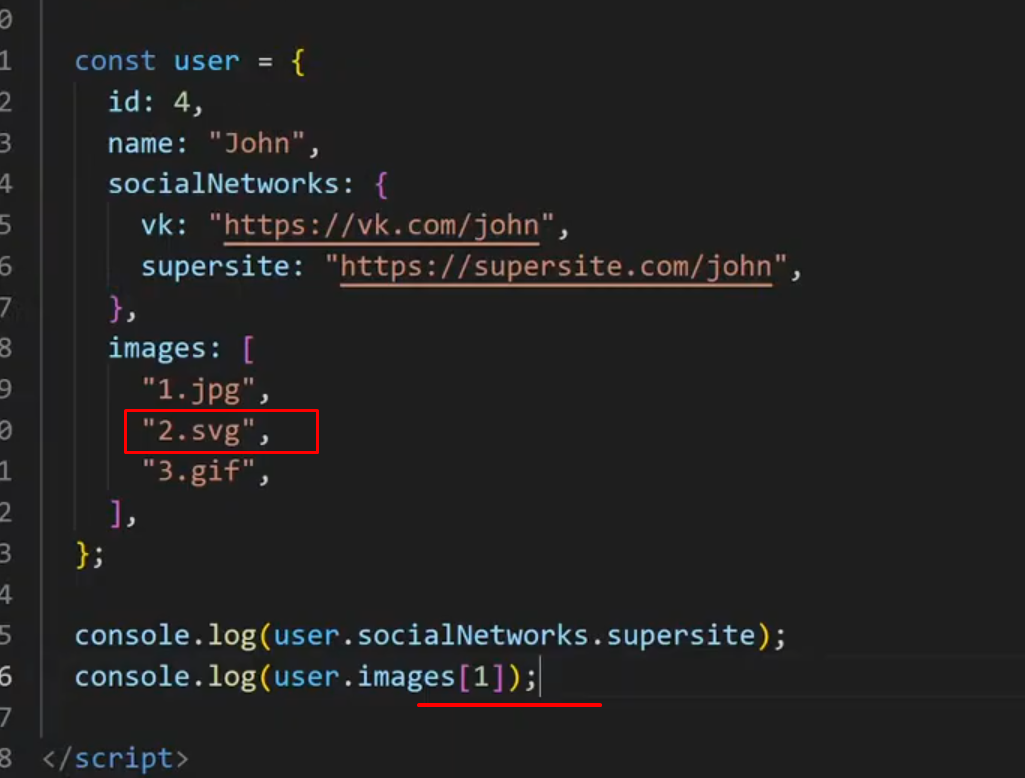 0
1 const user = {
2 id: 4,
3 name: "John",
4 socialNetworks: {
5 vk: "https://vk.com/john",
6 supersite: "https://supersite.com/john",
7 },
8 images: [
9 "1.jpg",
0 "2.svg",
1 "3.gif",
2 ],
3 };
4
5 console.log(user.socialNetworks.supersite);
6 console.log(user.images[1]);
7
8 </script>